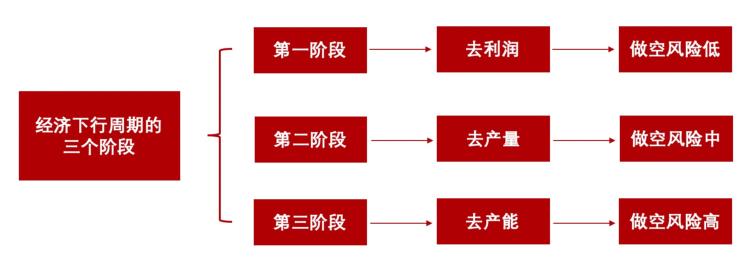 经济下行周期的
三个阶段
第一阶段
去利润
做空风险低
第二阶段
去产量
做空风险中
第三阶段
去产能
做空风险高